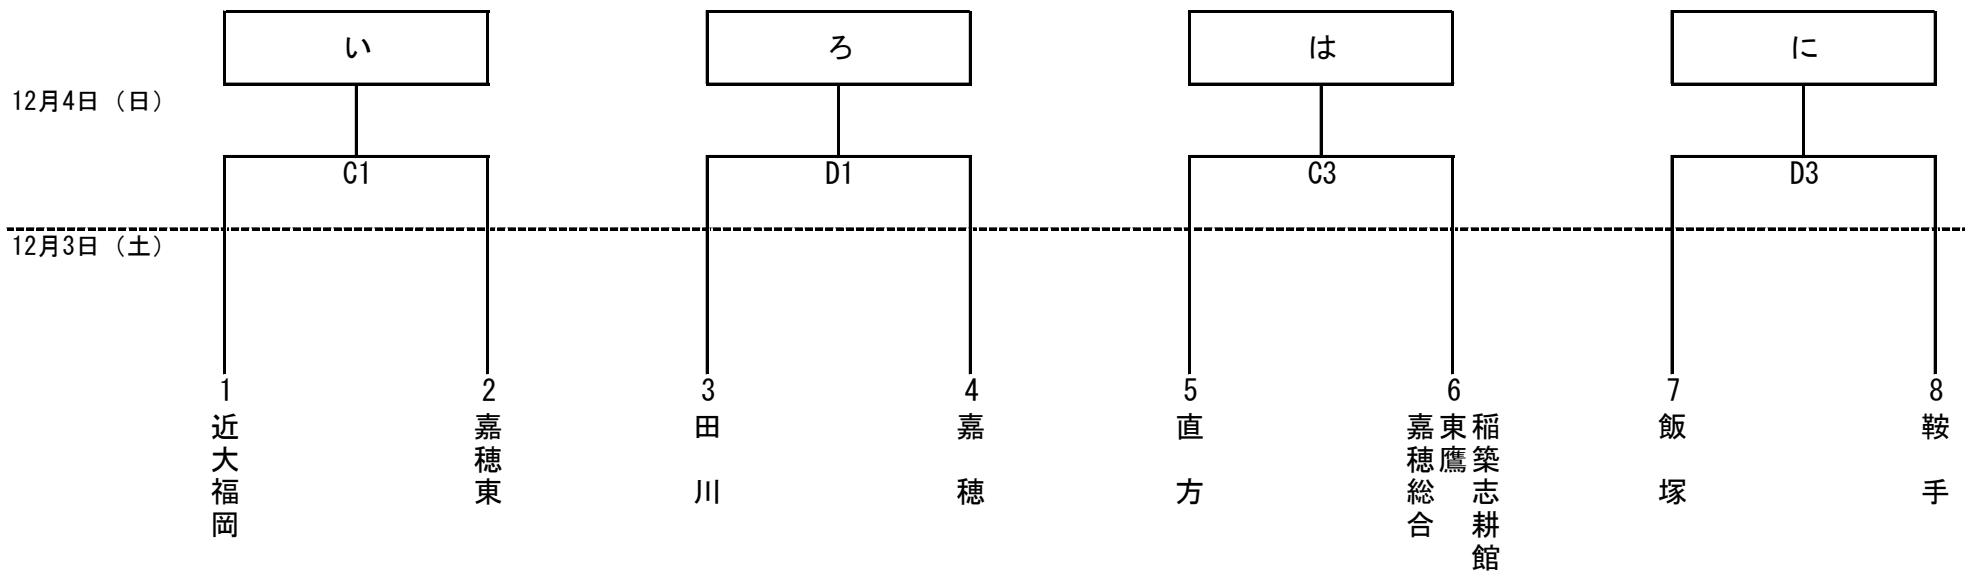 い
ろ
は
に
12月4日（日）
C1
D1
C3
D3
12月3日（土）
1
2
3
4
5
6
7
8
近大福岡
嘉穂東
田川
嘉穂
直方
稲築志耕館
東鷹
嘉穂総合
飯塚
鞍手